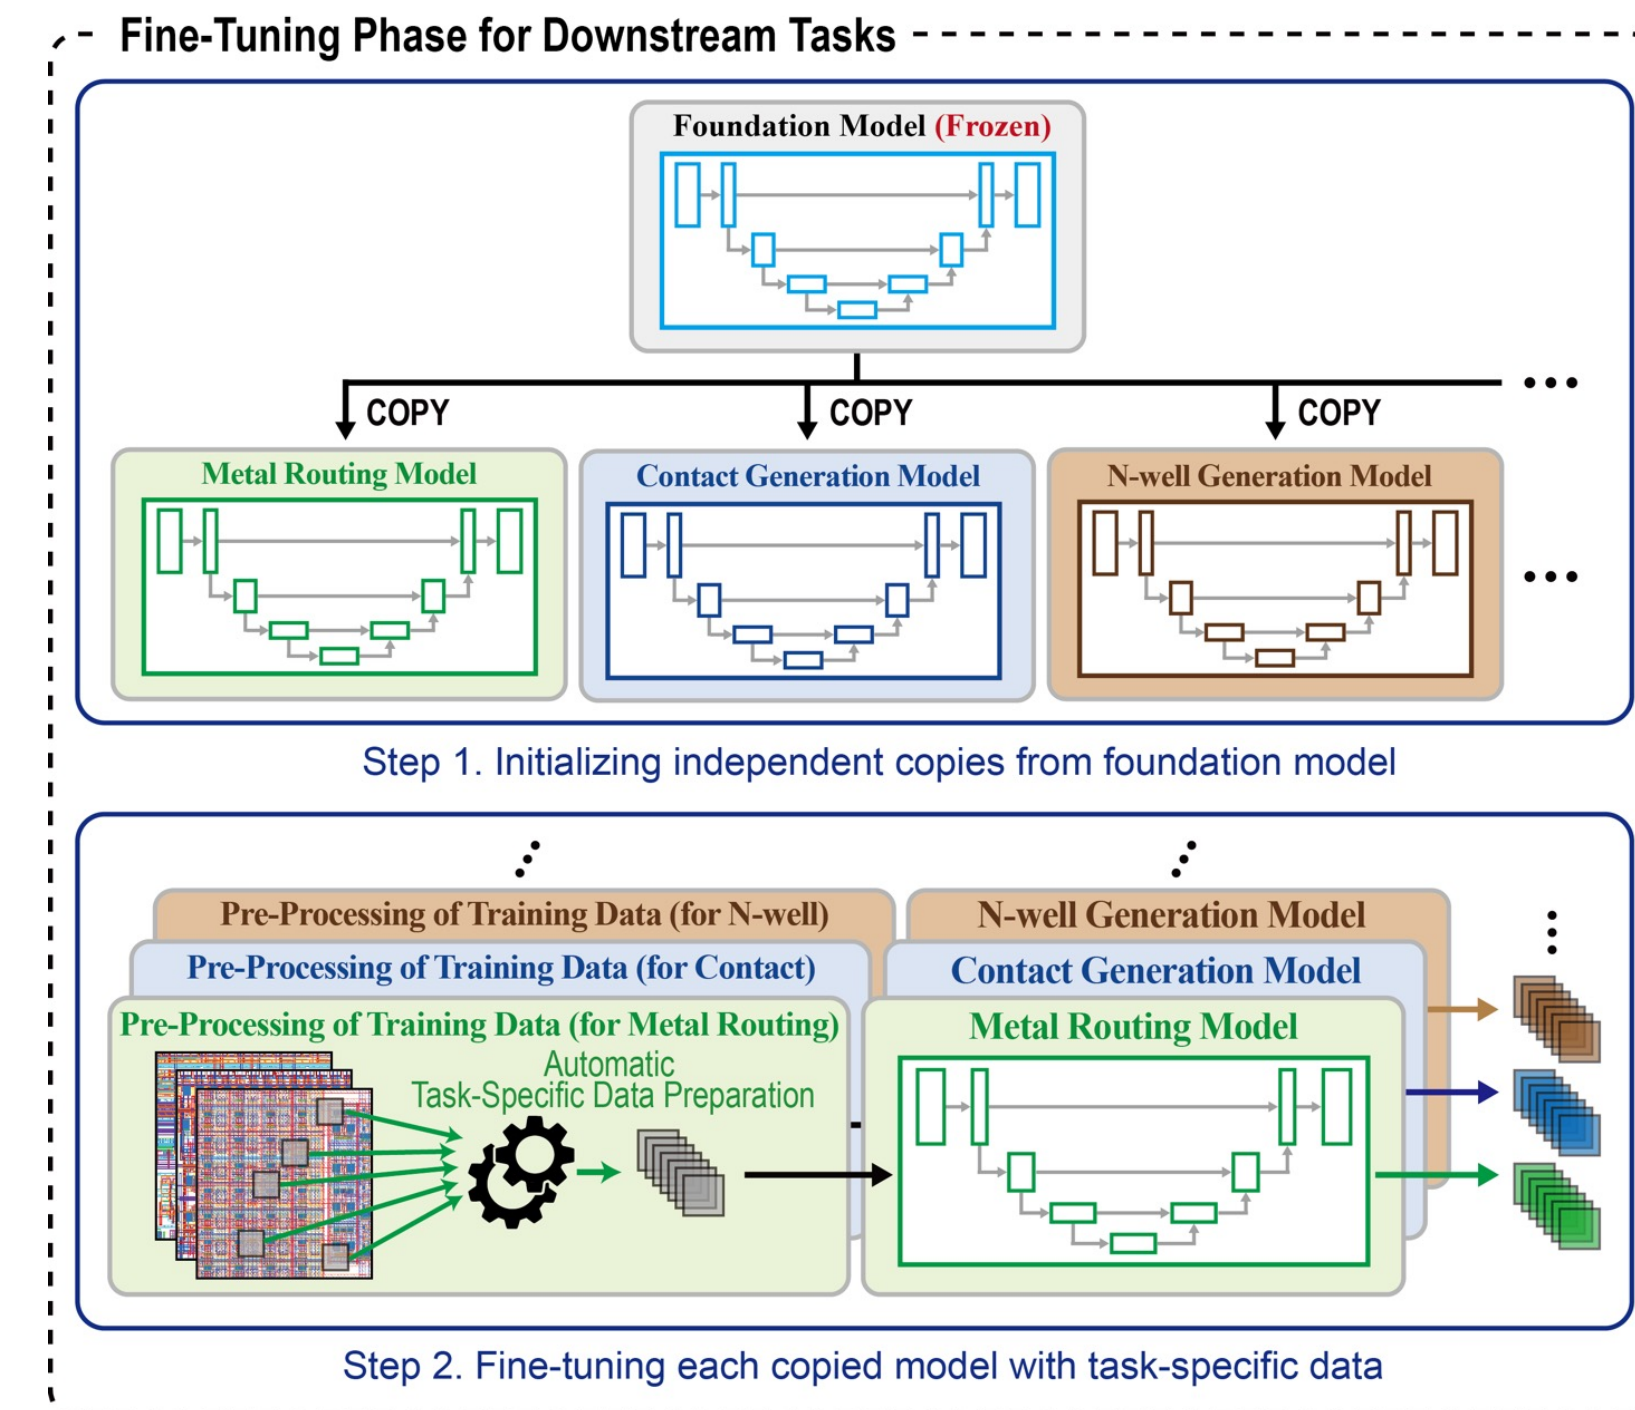 Fine-Tuning Phase for Downstream Tasks
Foundation Model (Frozen)
COPY
COPY
COPY
Metal Routing Model
Contact Generation Model
N-well Generation Model
Step 1. Initializing independent copies from foundation model
Pre-Processing of Training Data (for N-well)
N-well Generation Model
Pre-Processing of Training Data (for Contact)
Contact Generation Model
Pre-Processing of Training Data (for Metal Routing)
Metal Routing Model
Automatic
Task-Specific Data Preparation
Step 2. Fine-tuning each copied model with task-specific data